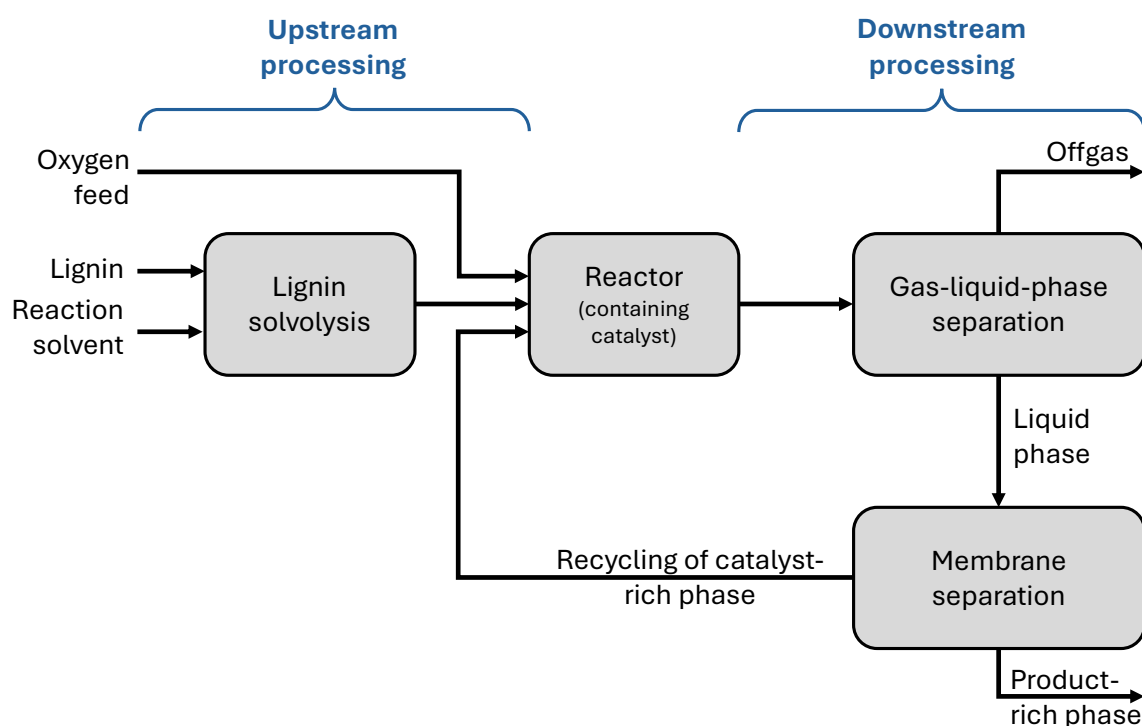 Upstream
processing
Downstream
processing
Oxygen
feed
Offgas
Lignin
Reaction
solvent
Lignin
solvolysis
Reactor
(containing
catalyst)
Gas-liquid-phase
separation
Liquid
phase
Recycling of catalyst-
rich phase
Membrane
separation
Product-
rich phase